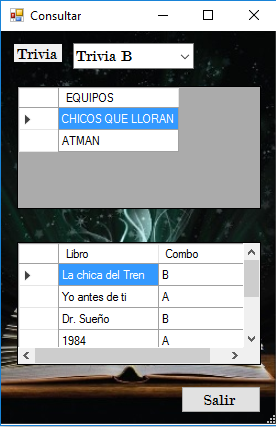 Consultar
Trivia Trivia B
EQUIPOS
CHICOS QUE LLORAN
ATMAN
Libro Combo
La chica del Tren B
Yo antes de ti A
Dr. Sueño B
1984 A
Salir